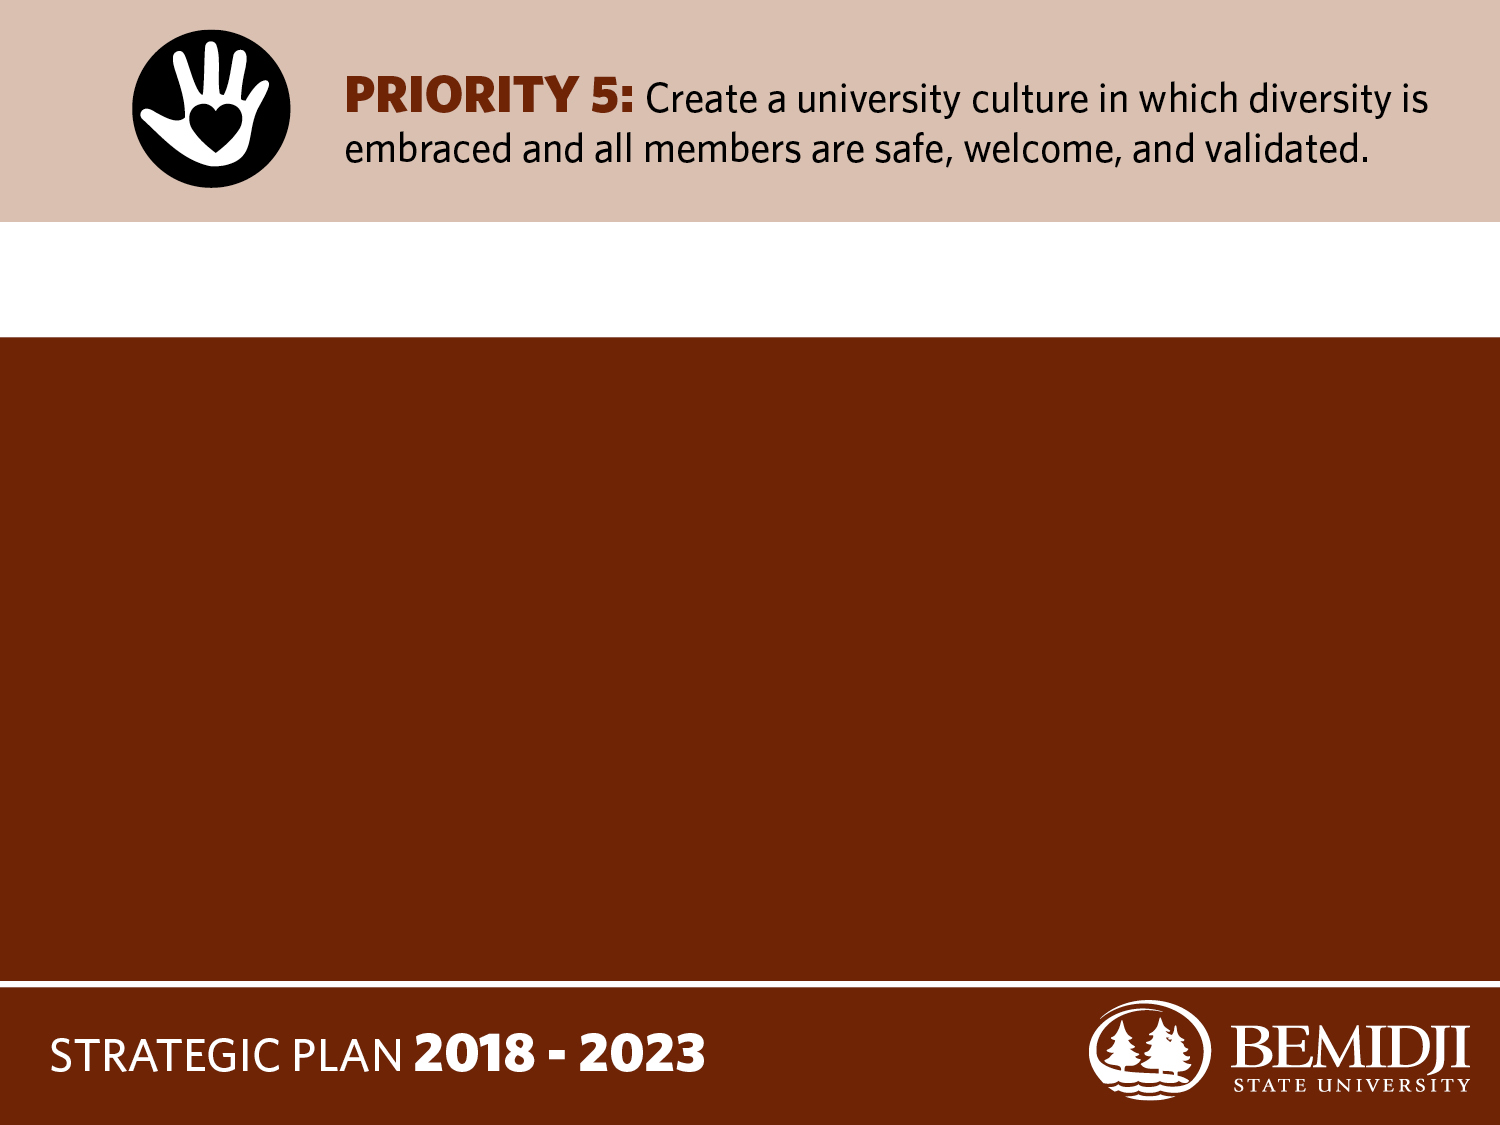 PRIORITY 5: Create a university culture in which diversity is
embraced and all members are safe, welcome, and validated.
STRATEGIC PLAN 2018 - 2023
BEMIDJI
STATE UNIVERSITY